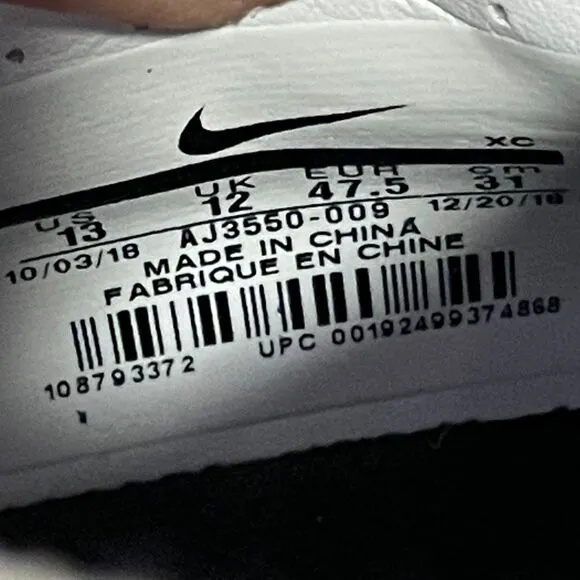 XC
US UK EUR cm
13 12 47.5 31
10/03/18 AJ3550-009 12/20/18
MADE IN CHINA
FABRIQUE EN CHINE
108793372 UPC 00192499374868